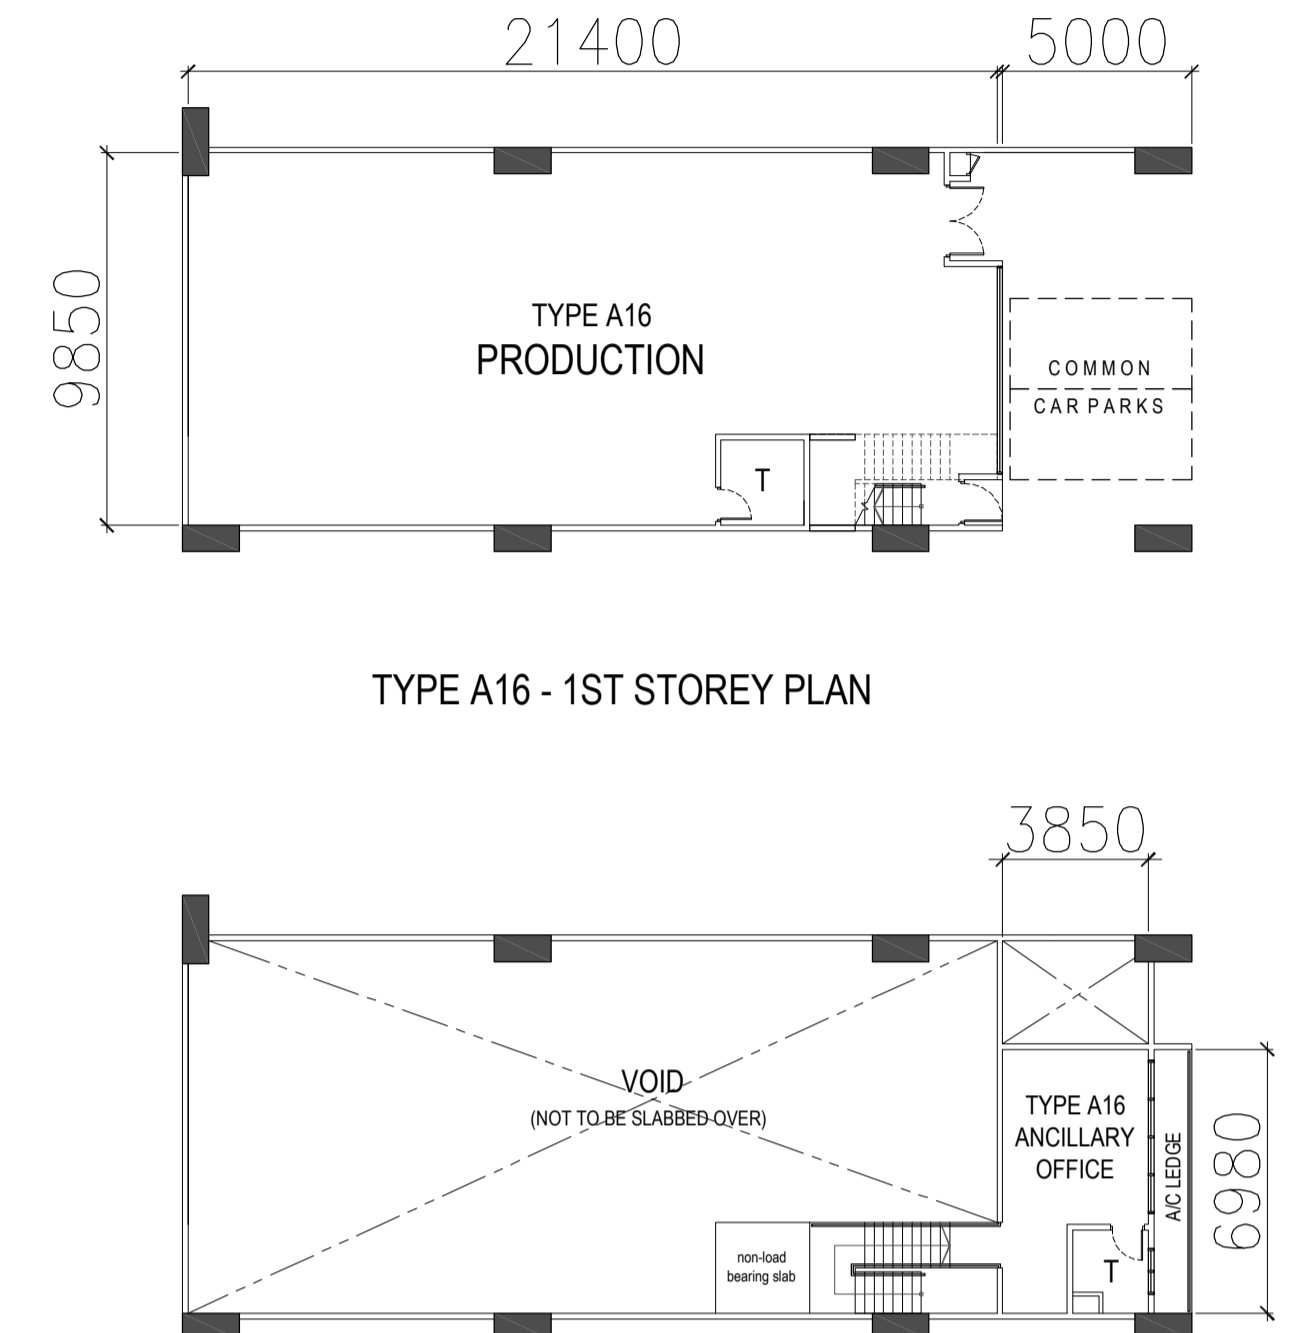 21400
5000
9850
TYPE A16
PRODUCTION
COMMON
CAR PARKS
T
TYPE A16 - 1ST STOREY PLAN
3850
VOID
(NOT TO BE SLABBED OVER)
TYPE A16
ANCILLARY
OFFICE
A/C LEDGE
6980
non-load
bearing slab
T